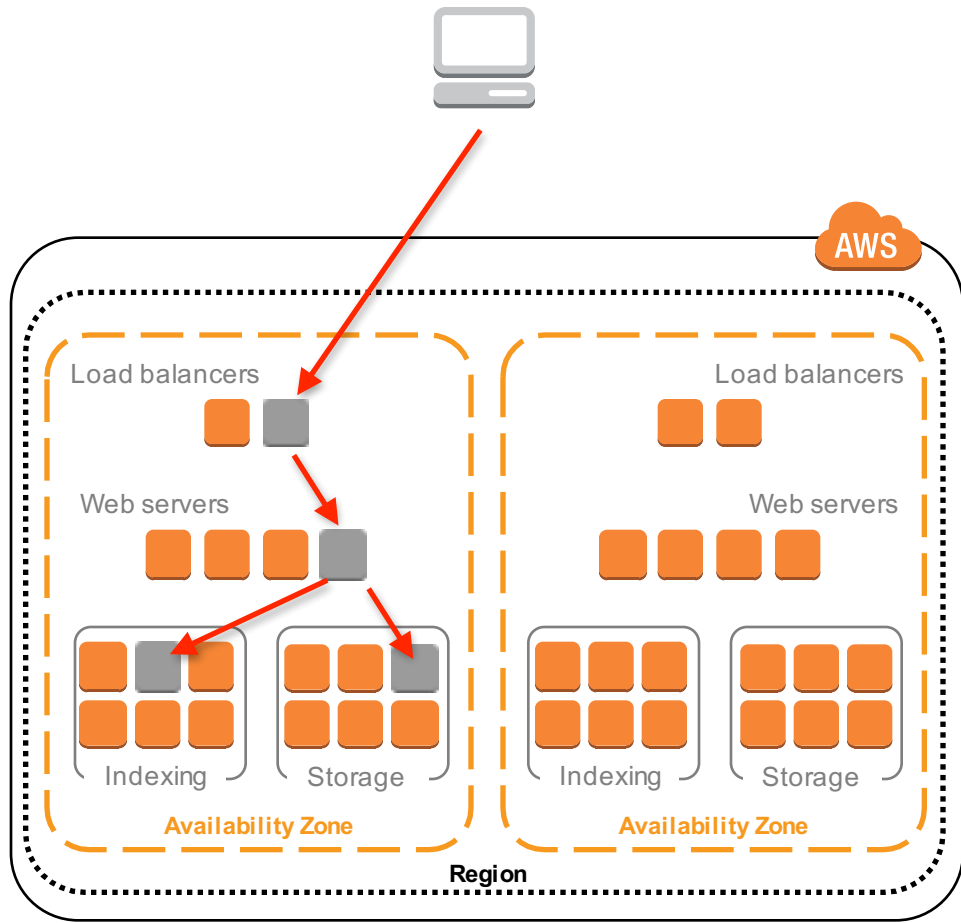 AWS
Load balancers
Load balancers
Web servers
Web servers
Indexing
Storage
Indexing
Storage
Availability Zone
Availability Zone
Region